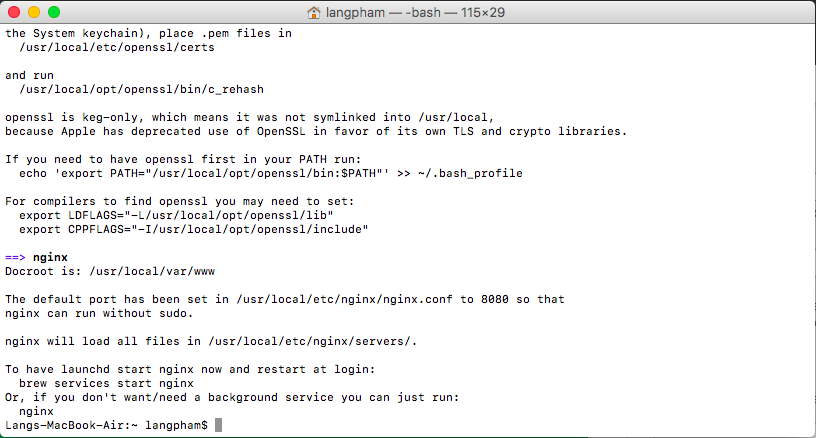 langpham — -bash — 115×29
the System keychain), place .pem files in
  /usr/local/etc/openssl/certs
and run
  /usr/local/opt/openssl/bin/c_rehash
openssl is keg-only, which means it was not symlinked into /usr/local,
because Apple has deprecated use of OpenSSL in favor of its own TLS and crypto libraries.
If you need to have openssl first in your PATH run:
  echo 'export PATH="/usr/local/opt/openssl/bin:$PATH"' >> ~/.bash_profile
For compilers to find openssl you may need to set:
  export LDFLAGS="-L/usr/local/opt/openssl/lib"
  export CPPFLAGS="-I/usr/local/opt/openssl/include"
==> nginx
Docroot is: /usr/local/var/www
The default port has been set in /usr/local/etc/nginx/nginx.conf to 8080 so that
nginx can run without sudo.
nginx will load all files in /usr/local/etc/nginx/servers/.
To have launchd start nginx now and restart at login:
  brew services start nginx
Or, if you don't want/need a background service you can just run:
  nginx
Langs-MacBook-Air:~ langpham$